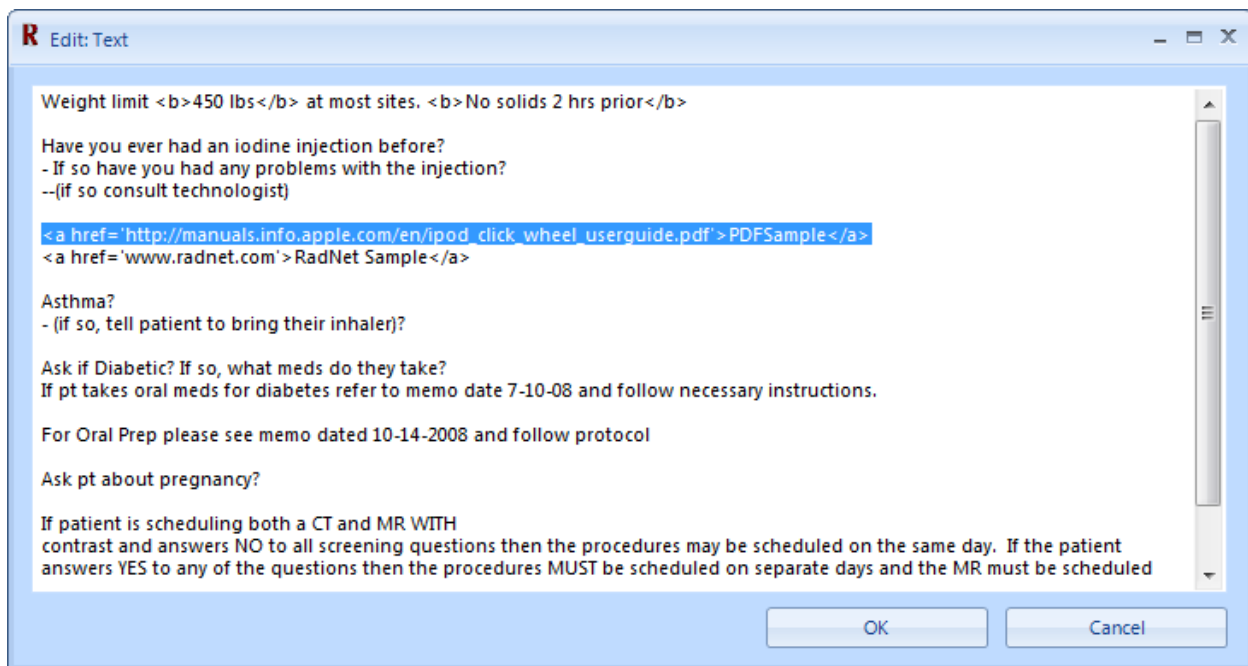 R Edit: Text
Weight limit <b>450 lbs</b> at most sites. <b>No solids 2 hrs prior</b>
Have you ever had an iodine injection before?
- If so have you had any problems with the injection?
--(if so consult technologist)
<a href='http://manuals.info.apple.com/en/ipod_click_wheel_userguide.pdf'>PDFSample</a>
<a href='www.radnet.com'>RadNet Sample</a>
Asthma?
- (if so, tell patient to bring their inhaler)?
Ask if Diabetic? If so, what meds do they take?
If pt takes oral meds for diabetes refer to memo date 7-10-08 and follow necessary instructions.
For Oral Prep please see memo dated 10-14-2008 and follow protocol
Ask pt about pregnancy?
If patient is scheduling both a CT and MR WITH
contrast and answers NO to all screening questions then the procedures may be scheduled on the same day.  If the patient
answers YES to any of the questions then the procedures MUST be scheduled on separate days and the MR must be scheduled
OK Cancel